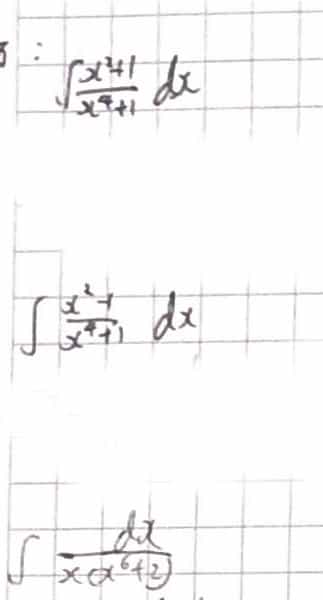 ∫ x²+1 / x⁴+1 dx
∫ x²-1 / x⁴+1 dx
∫ dx / x(x⁶+2)